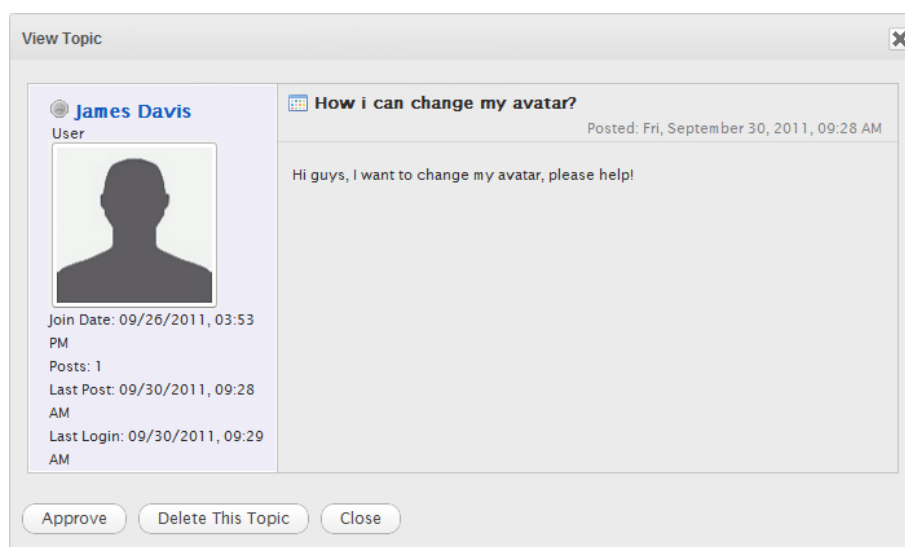 View Topic
James Davis
User
Join Date: 09/26/2011, 03:53
PM
Posts: 1
Last Post: 09/30/2011, 09:28
AM
Last Login: 09/30/2011, 09:29
AM
How i can change my avatar?
Posted: Fri, September 30, 2011, 09:28 AM
Hi guys, I want to change my avatar, please help!
Approve Delete This Topic Close